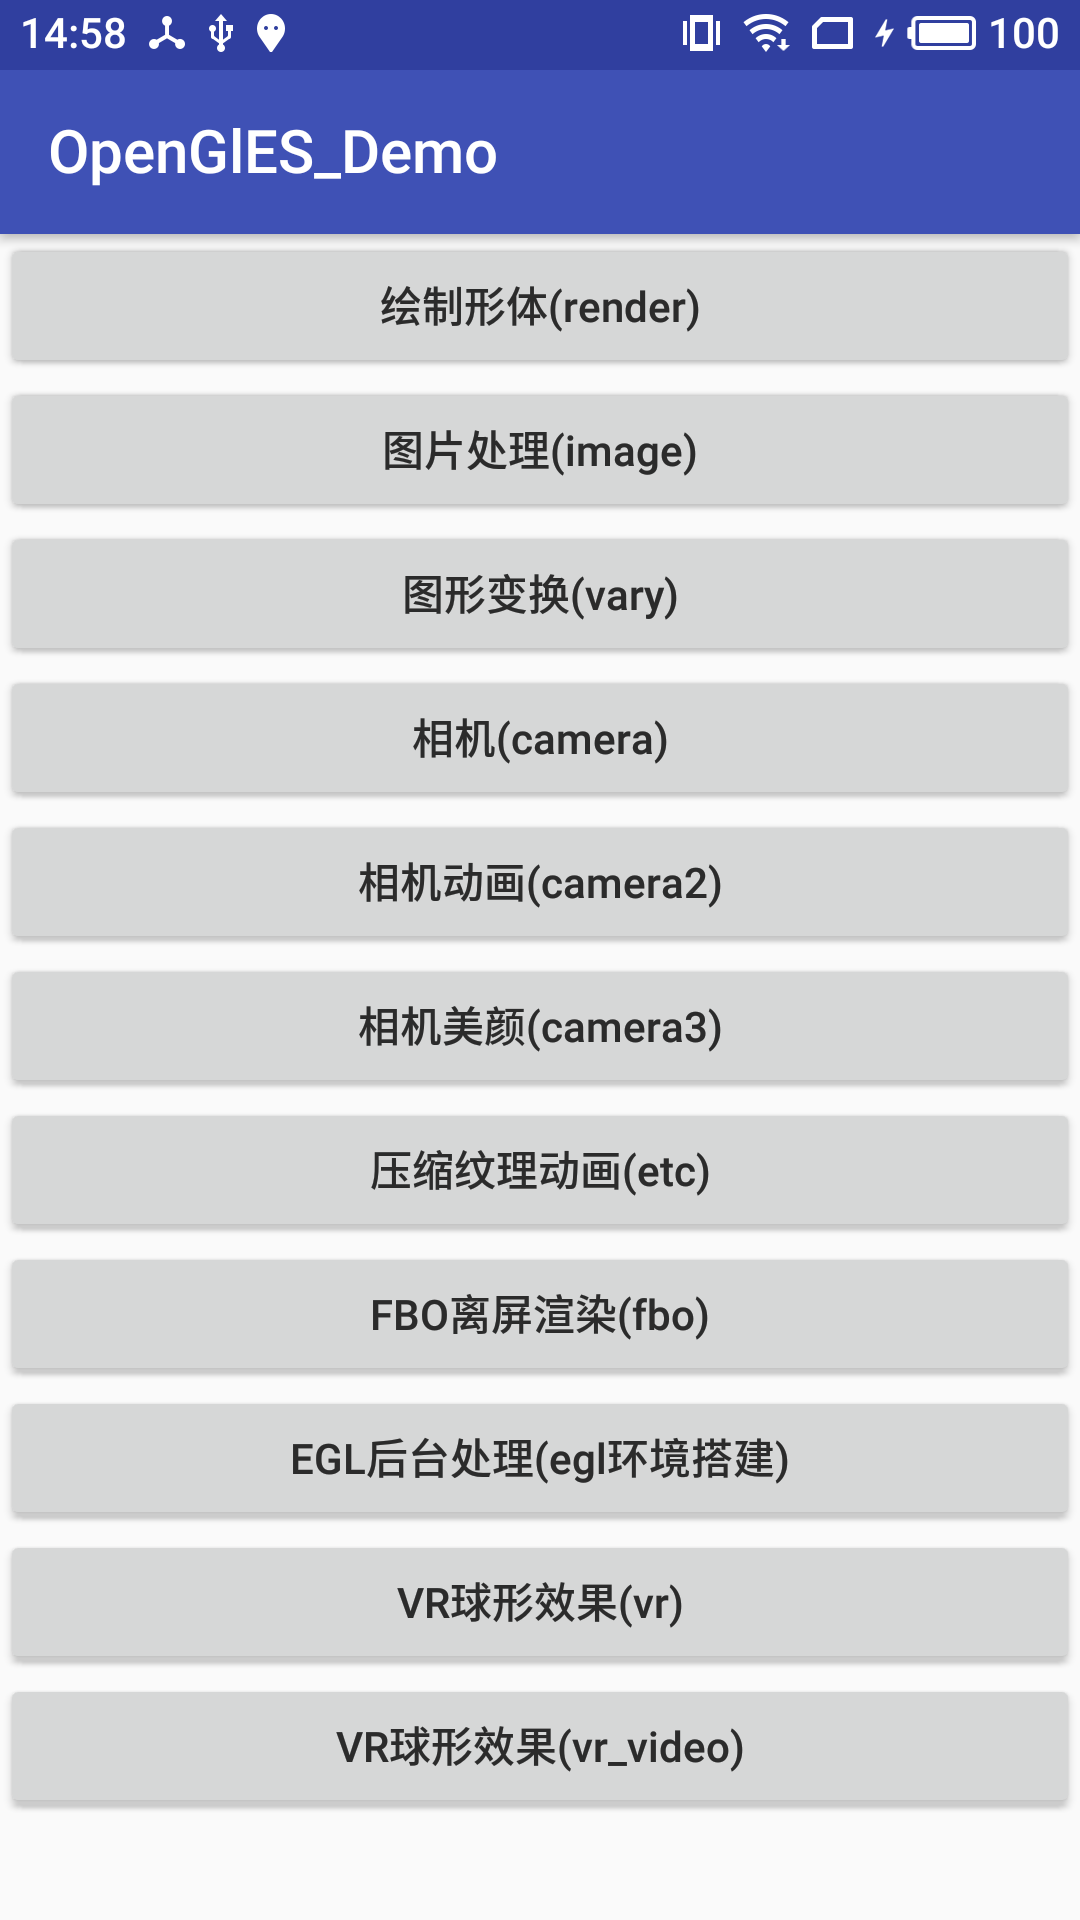 14:58 100
OpenGlES_Demo
绘制形体(render)
图片处理(image)
图形变换(vary)
相机(camera)
相机动画(camera2)
相机美颜(camera3)
压缩纹理动画(etc)
FBO离屏渲染(fbo)
EGL后台处理(egl环境搭建)
VR球形效果(vr)
VR球形效果(vr_video)